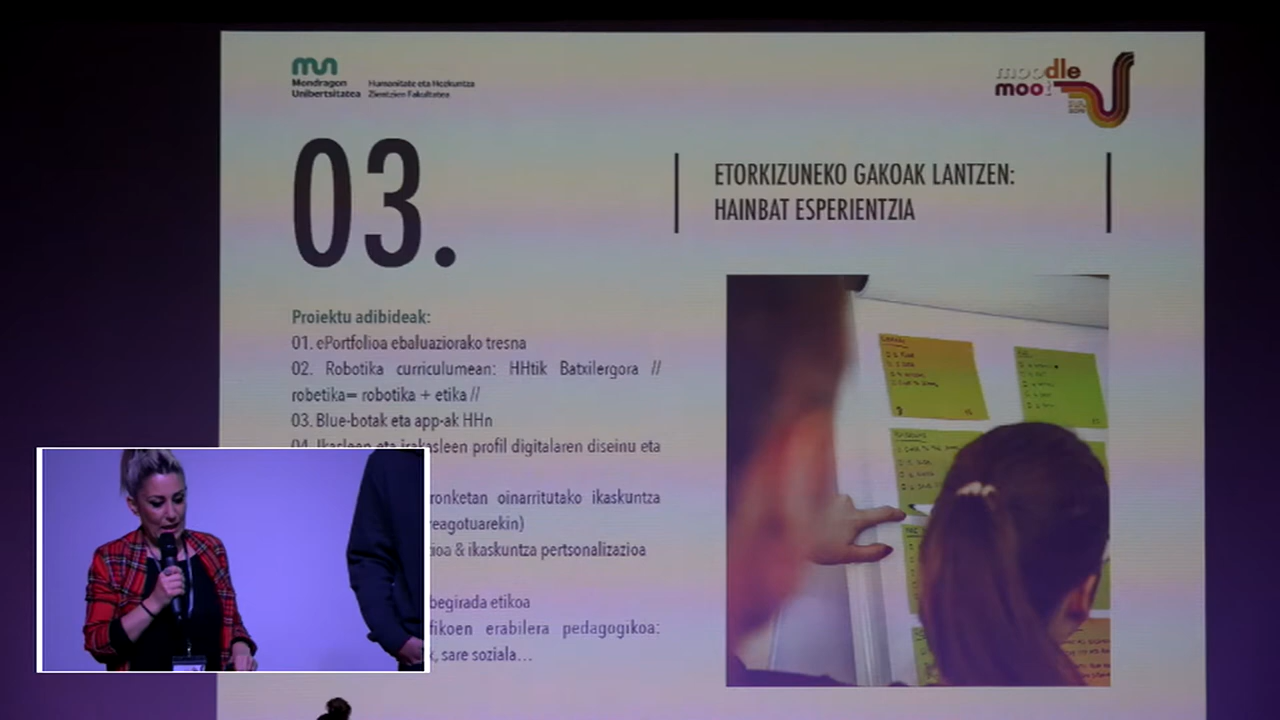 Mondragon
Unibertsitatea
Humanitate eta Hezkuntza
Zientzien Fakultatea
moodle
moot
03.
ETORKIZUNEKO GAKOAK LANTZEN:
HAINBAT ESPERIENTZIA
Proiektu adibideak:
01. ePortfolioa ebaluaziorako tresna
02. Robotika curriculumean: HHtik Batxilergora //
robetika= robotika + etika //
03. Blue-botak eta app-ak HHn
04. Ikasleen eta irakasleen profil digitalaren diseinu eta
ronketan oinarritutako ikaskuntza
reagotuarekin)
zioa & ikaskuntza pertsonalizazioa
begirada etikoa
fikoen erabilera pedagogikoa:
k, sare soziala...